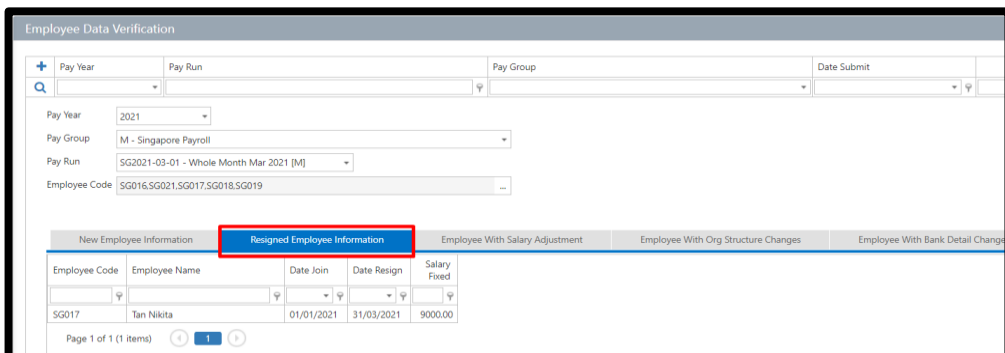 Employee Data Verification
Pay Year Pay Run Pay Group Date Submit
Pay Year 2021
Pay Group M - Singapore Payroll
Pay Run SG2021-03-01 - Whole Month Mar 2021 [M]
Employee Code SG016,SG021,SG017,SG018,SG019 ...
New Employee Information Resigned Employee Information Employee With Salary Adjustment Employee With Org Structure Changes Employee With Bank Detail Change
Employee Code Employee Name Date Join Date Resign Salary Fixed
SG017 Tan Nikita 01/01/2021 31/03/2021 9000.00
Page 1 of 1 (1 items) 1